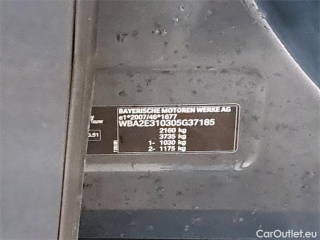 BAYERISCHE MOTOREN WERKE AG
e1*2007/46*1677
WBA2E310305G37185
2160 kg
3735 kg
1- 1030 kg
2- 1175 kg
CarOutlet.eu